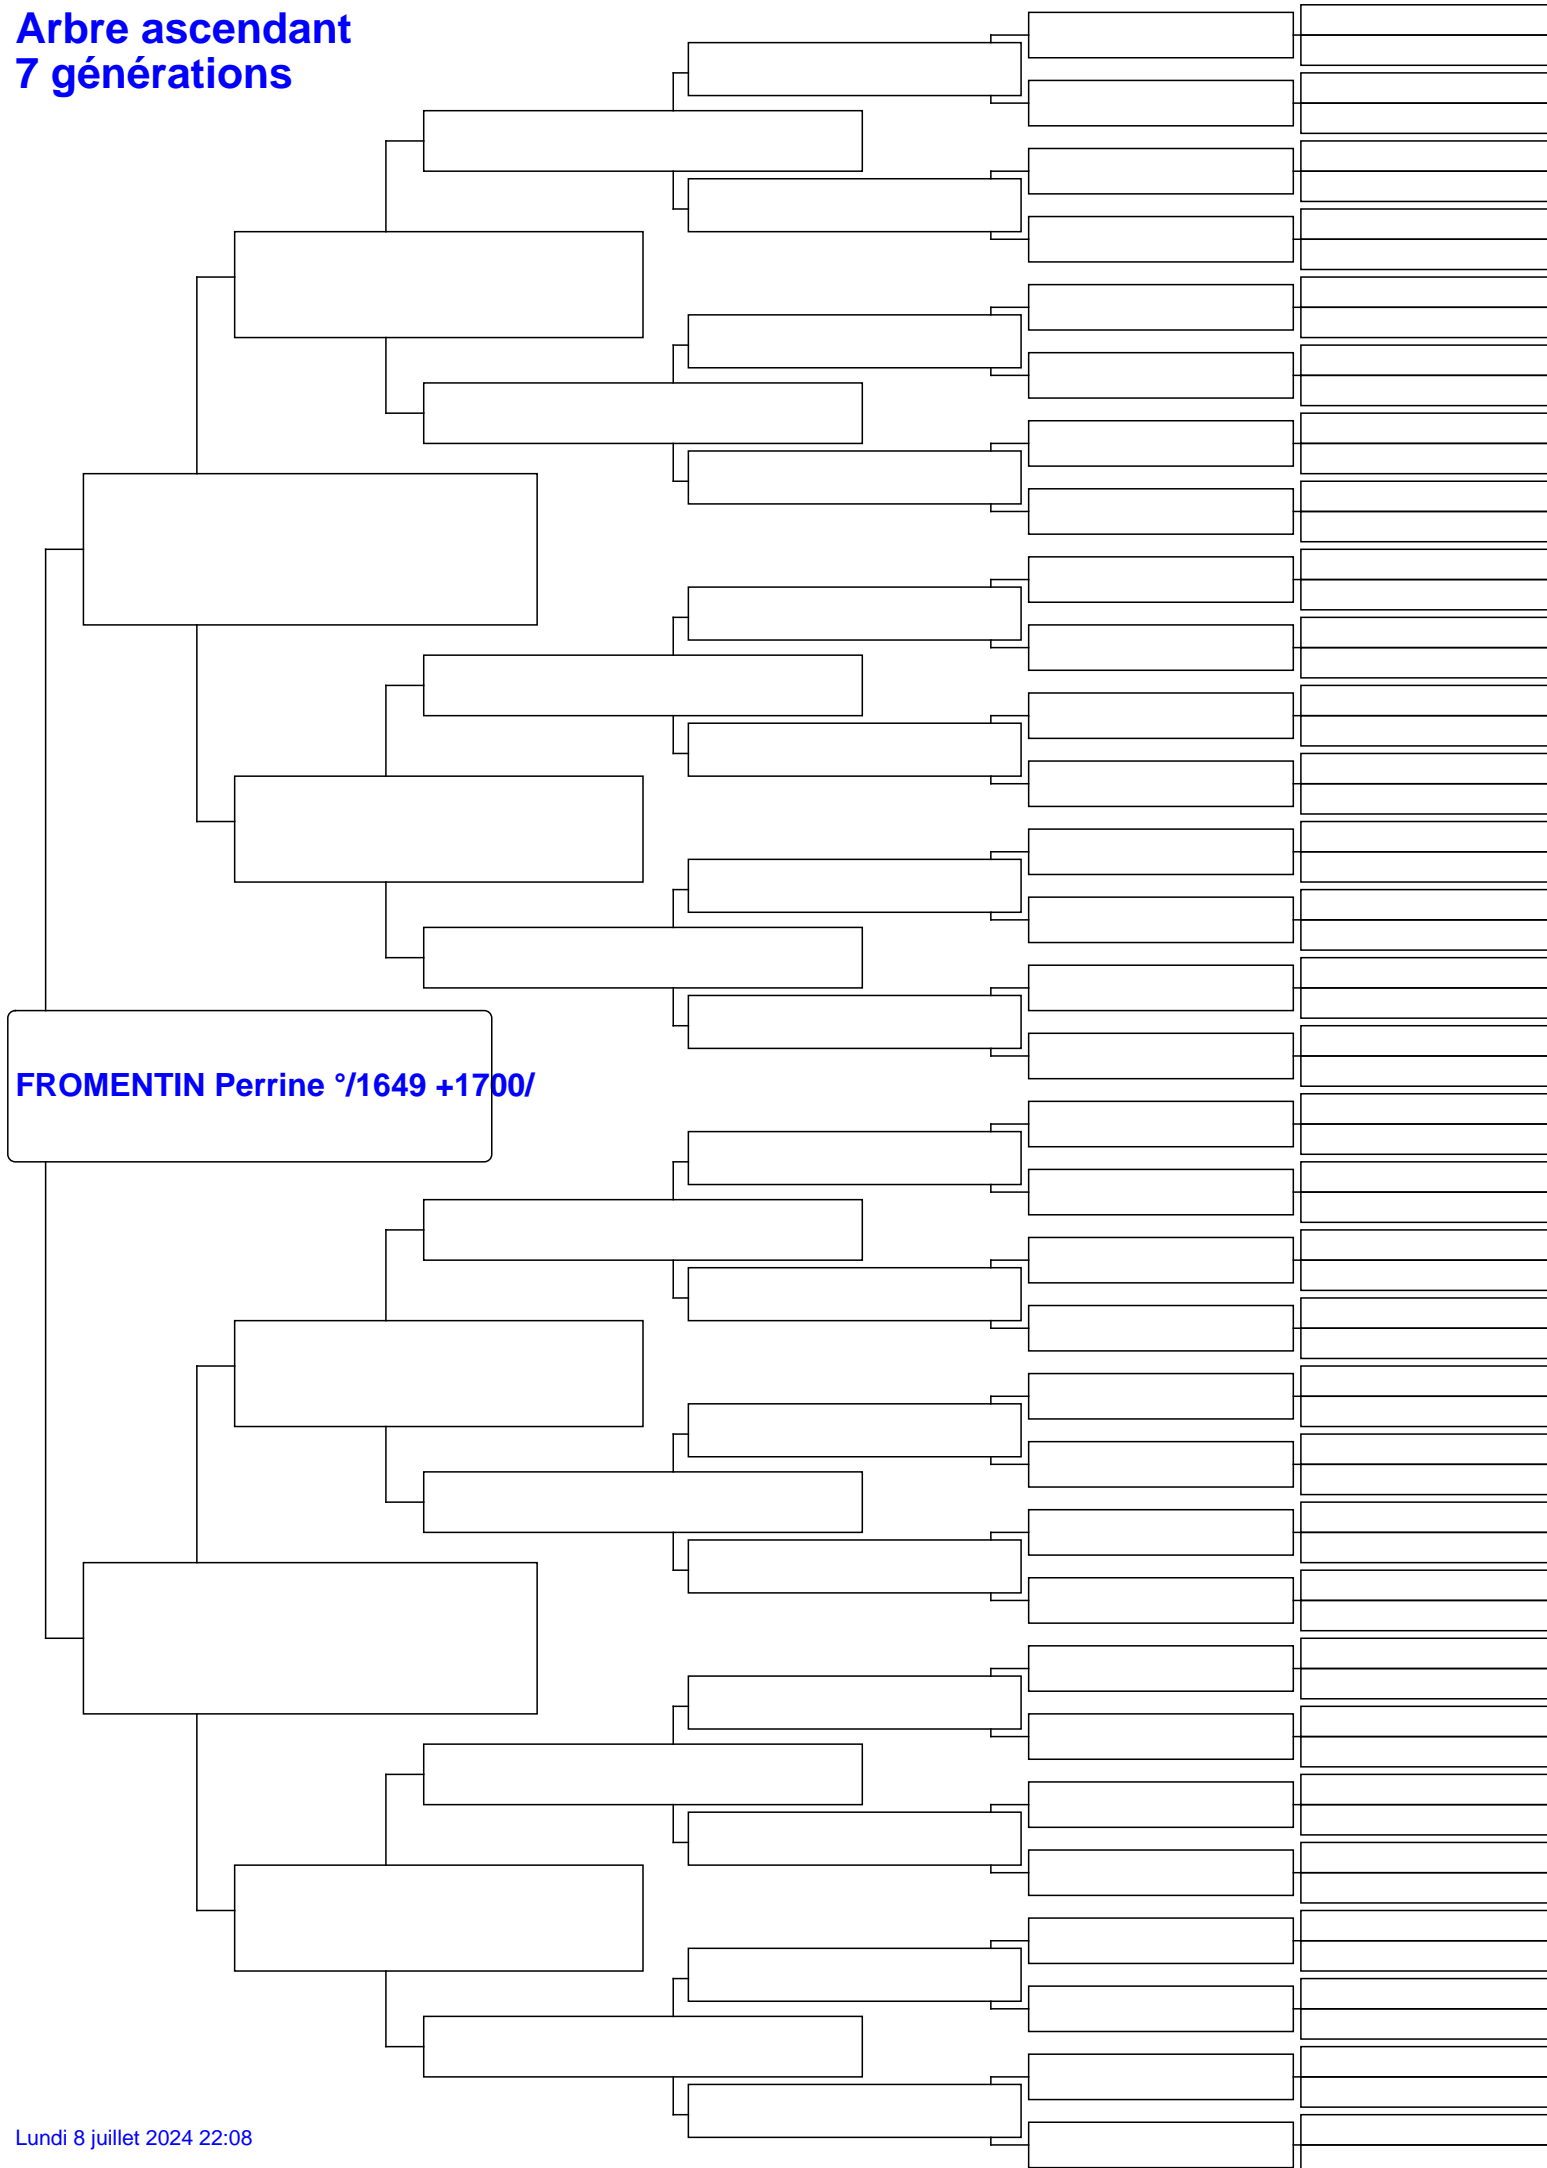 Arbre ascendant
7 générations
FROMENTIN Perrine °/1649 +1700/
Lundi 8 juillet 2024 22:08